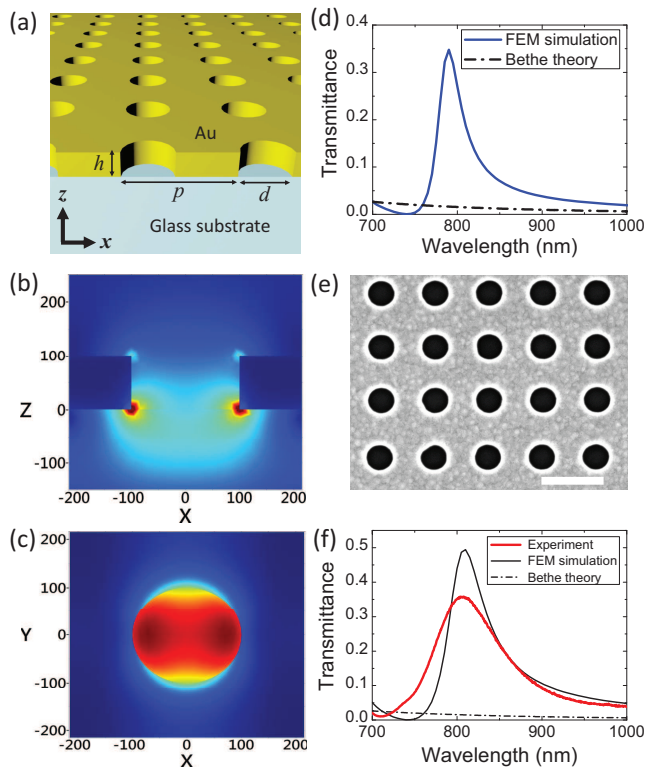 (a)
Au
h
p
d
z
x
Glass substrate
(b)
200
100
0
-100
Z
-200
-100
0
100
200
X
(c)
200
100
0
-100
-200
Y
-200
-100
0
100
200
X
(d)
0.4
0.3
0.2
0.1
0.0
Transmittance
FEM simulation
Bethe theory
700
800
900
1000
Wavelength (nm)
(e)
(f)
0.5
0.4
0.3
0.2
0.1
0.0
Transmittance
Experiment
FEM simulation
Bethe theory
700
800
900
1000
Wavelength (nm)